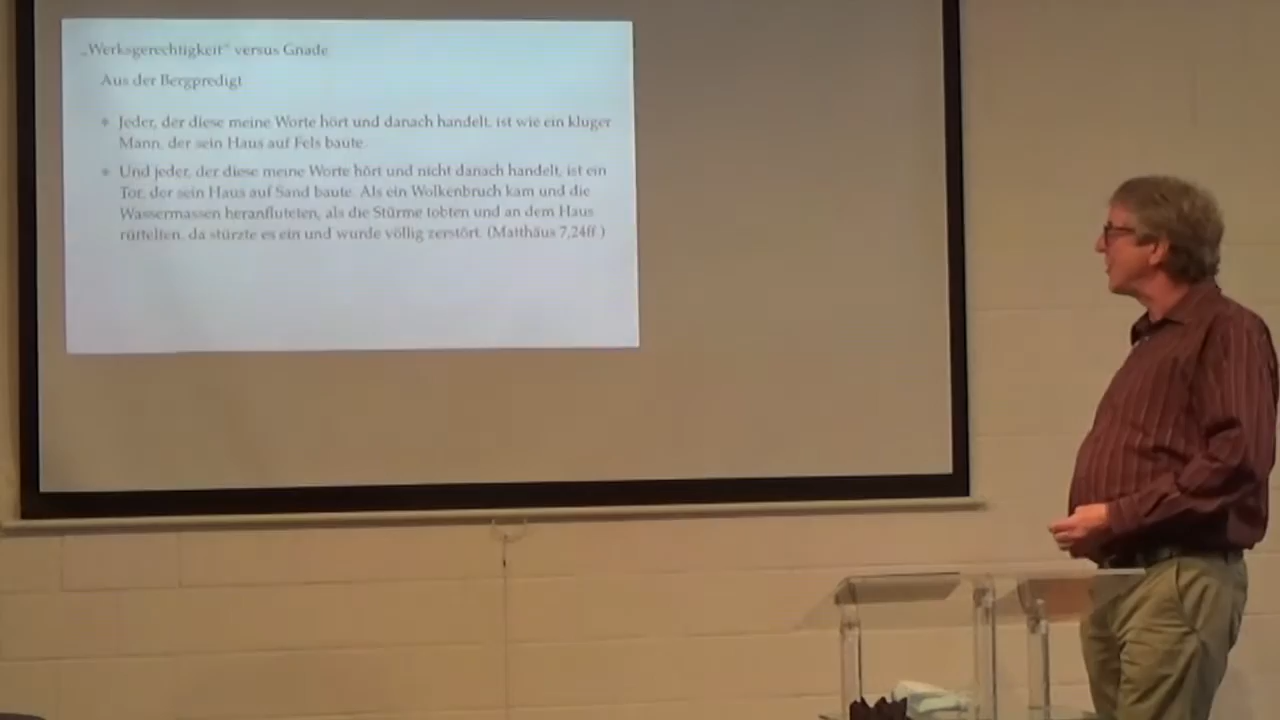 „Werksgerechtigkeit“ versus Gnade
Aus der Bergpredigt
Jeder, der diese meine Worte hört und danach handelt, ist wie ein kluger
Mann, der sein Haus auf Fels baute.
Und jeder, der diese meine Worte hört und nicht danach handelt, ist ein
Tor, der sein Haus auf Sand baute. Als ein Wolkenbruch kam und die
Wassermassen heranfluteten, als die Stürme tobten und an dem Haus
rüttelten, da stürzte es ein und wurde völlig zerstört. (Matthäus 7,24ff.)